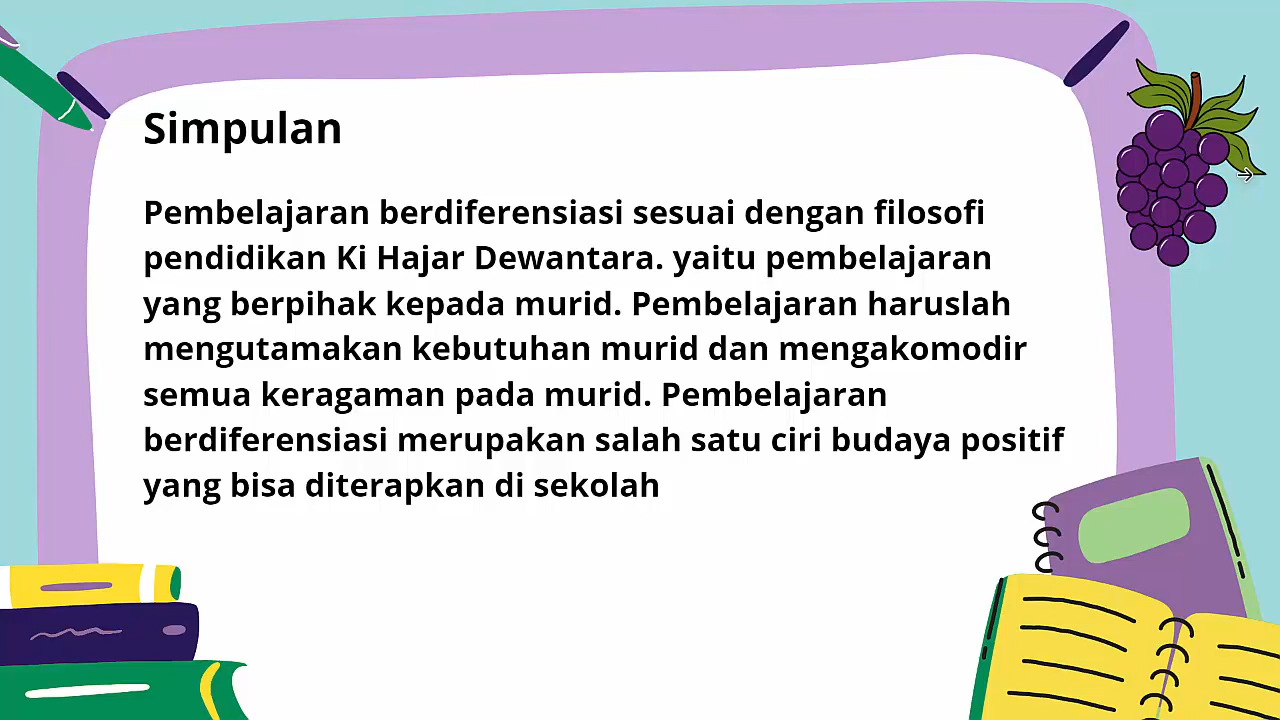 Simpulan
Pembelajaran berdiferensiasi sesuai dengan filosofi
pendidikan Ki Hajar Dewantara. yaitu pembelajaran
yang berpihak kepada murid. Pembelajaran haruslah
mengutamakan kebutuhan murid dan mengakomodir
semua keragaman pada murid. Pembelajaran
berdiferensiasi merupakan salah satu ciri budaya positif
yang bisa diterapkan di sekolah